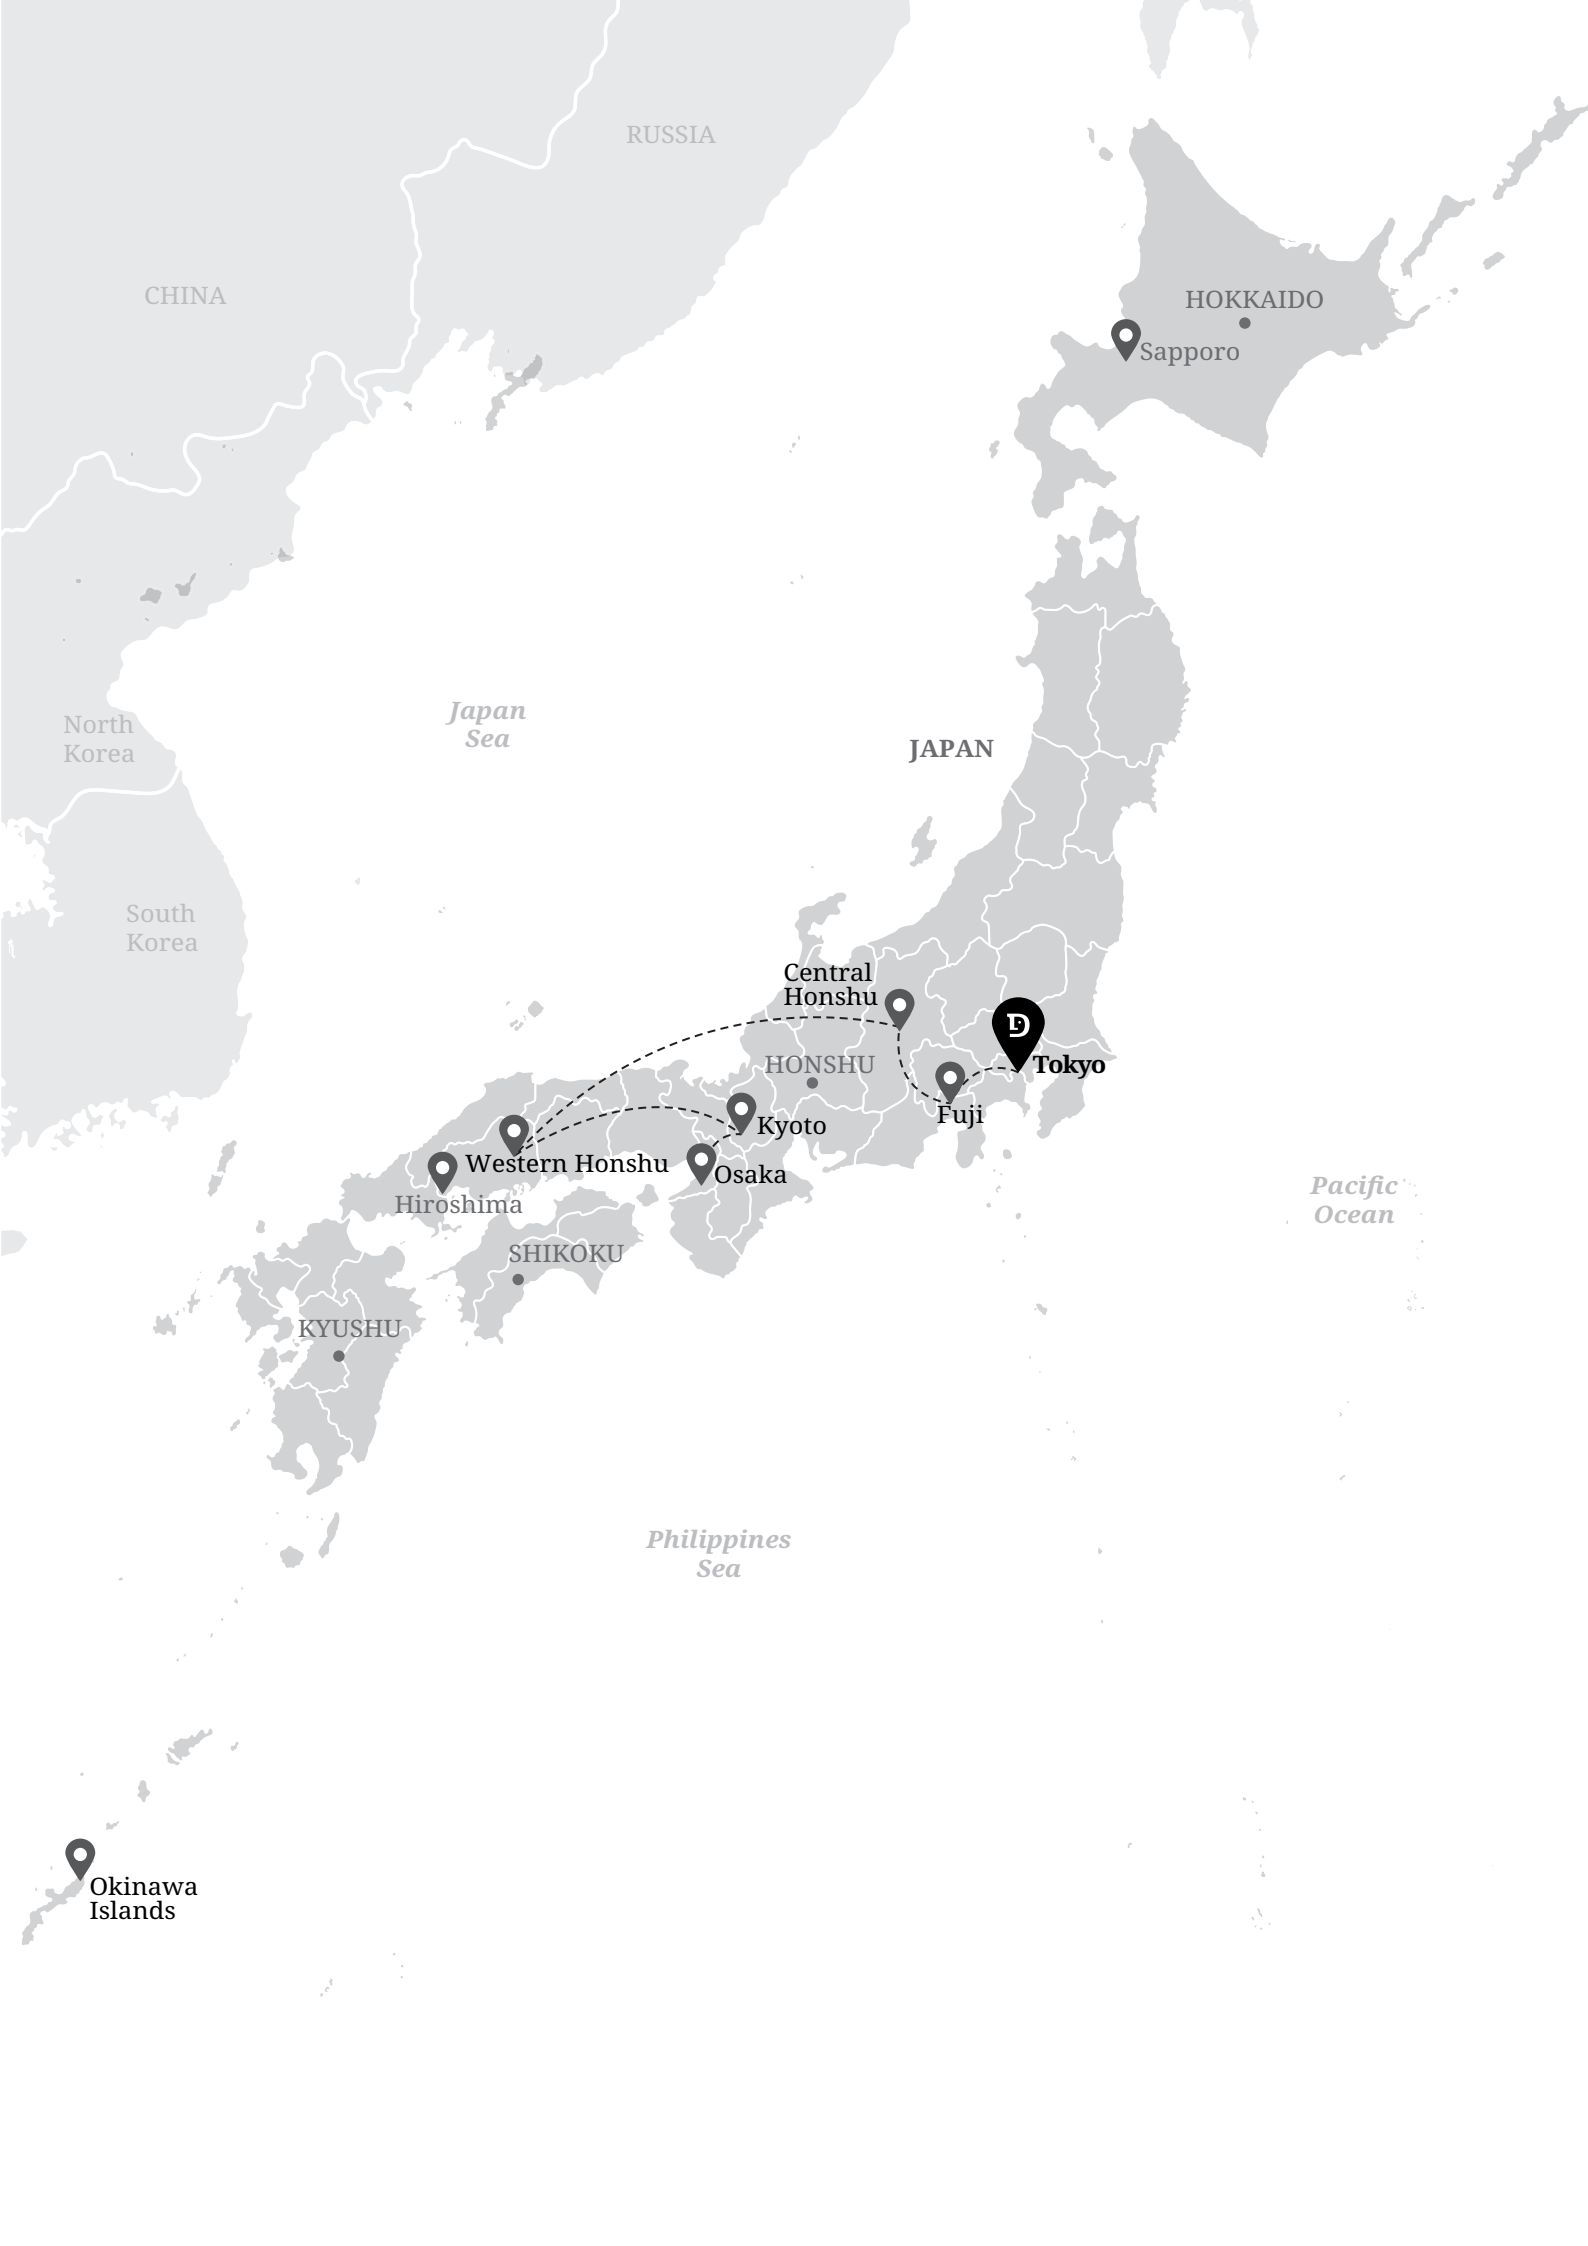 RUSSIA
CHINA
HOKKAIDO
Sapporo
North
Korea
Japan
Sea
JAPAN
South
Korea
Central
Honshu
D
Tokyo
HONSHU
Fuji
Kyoto
Western Honshu
Osaka
Hiroshima
Pacific
Ocean
SHIKOKU
KYUSHU
Philippines
Sea
Okinawa
Islands